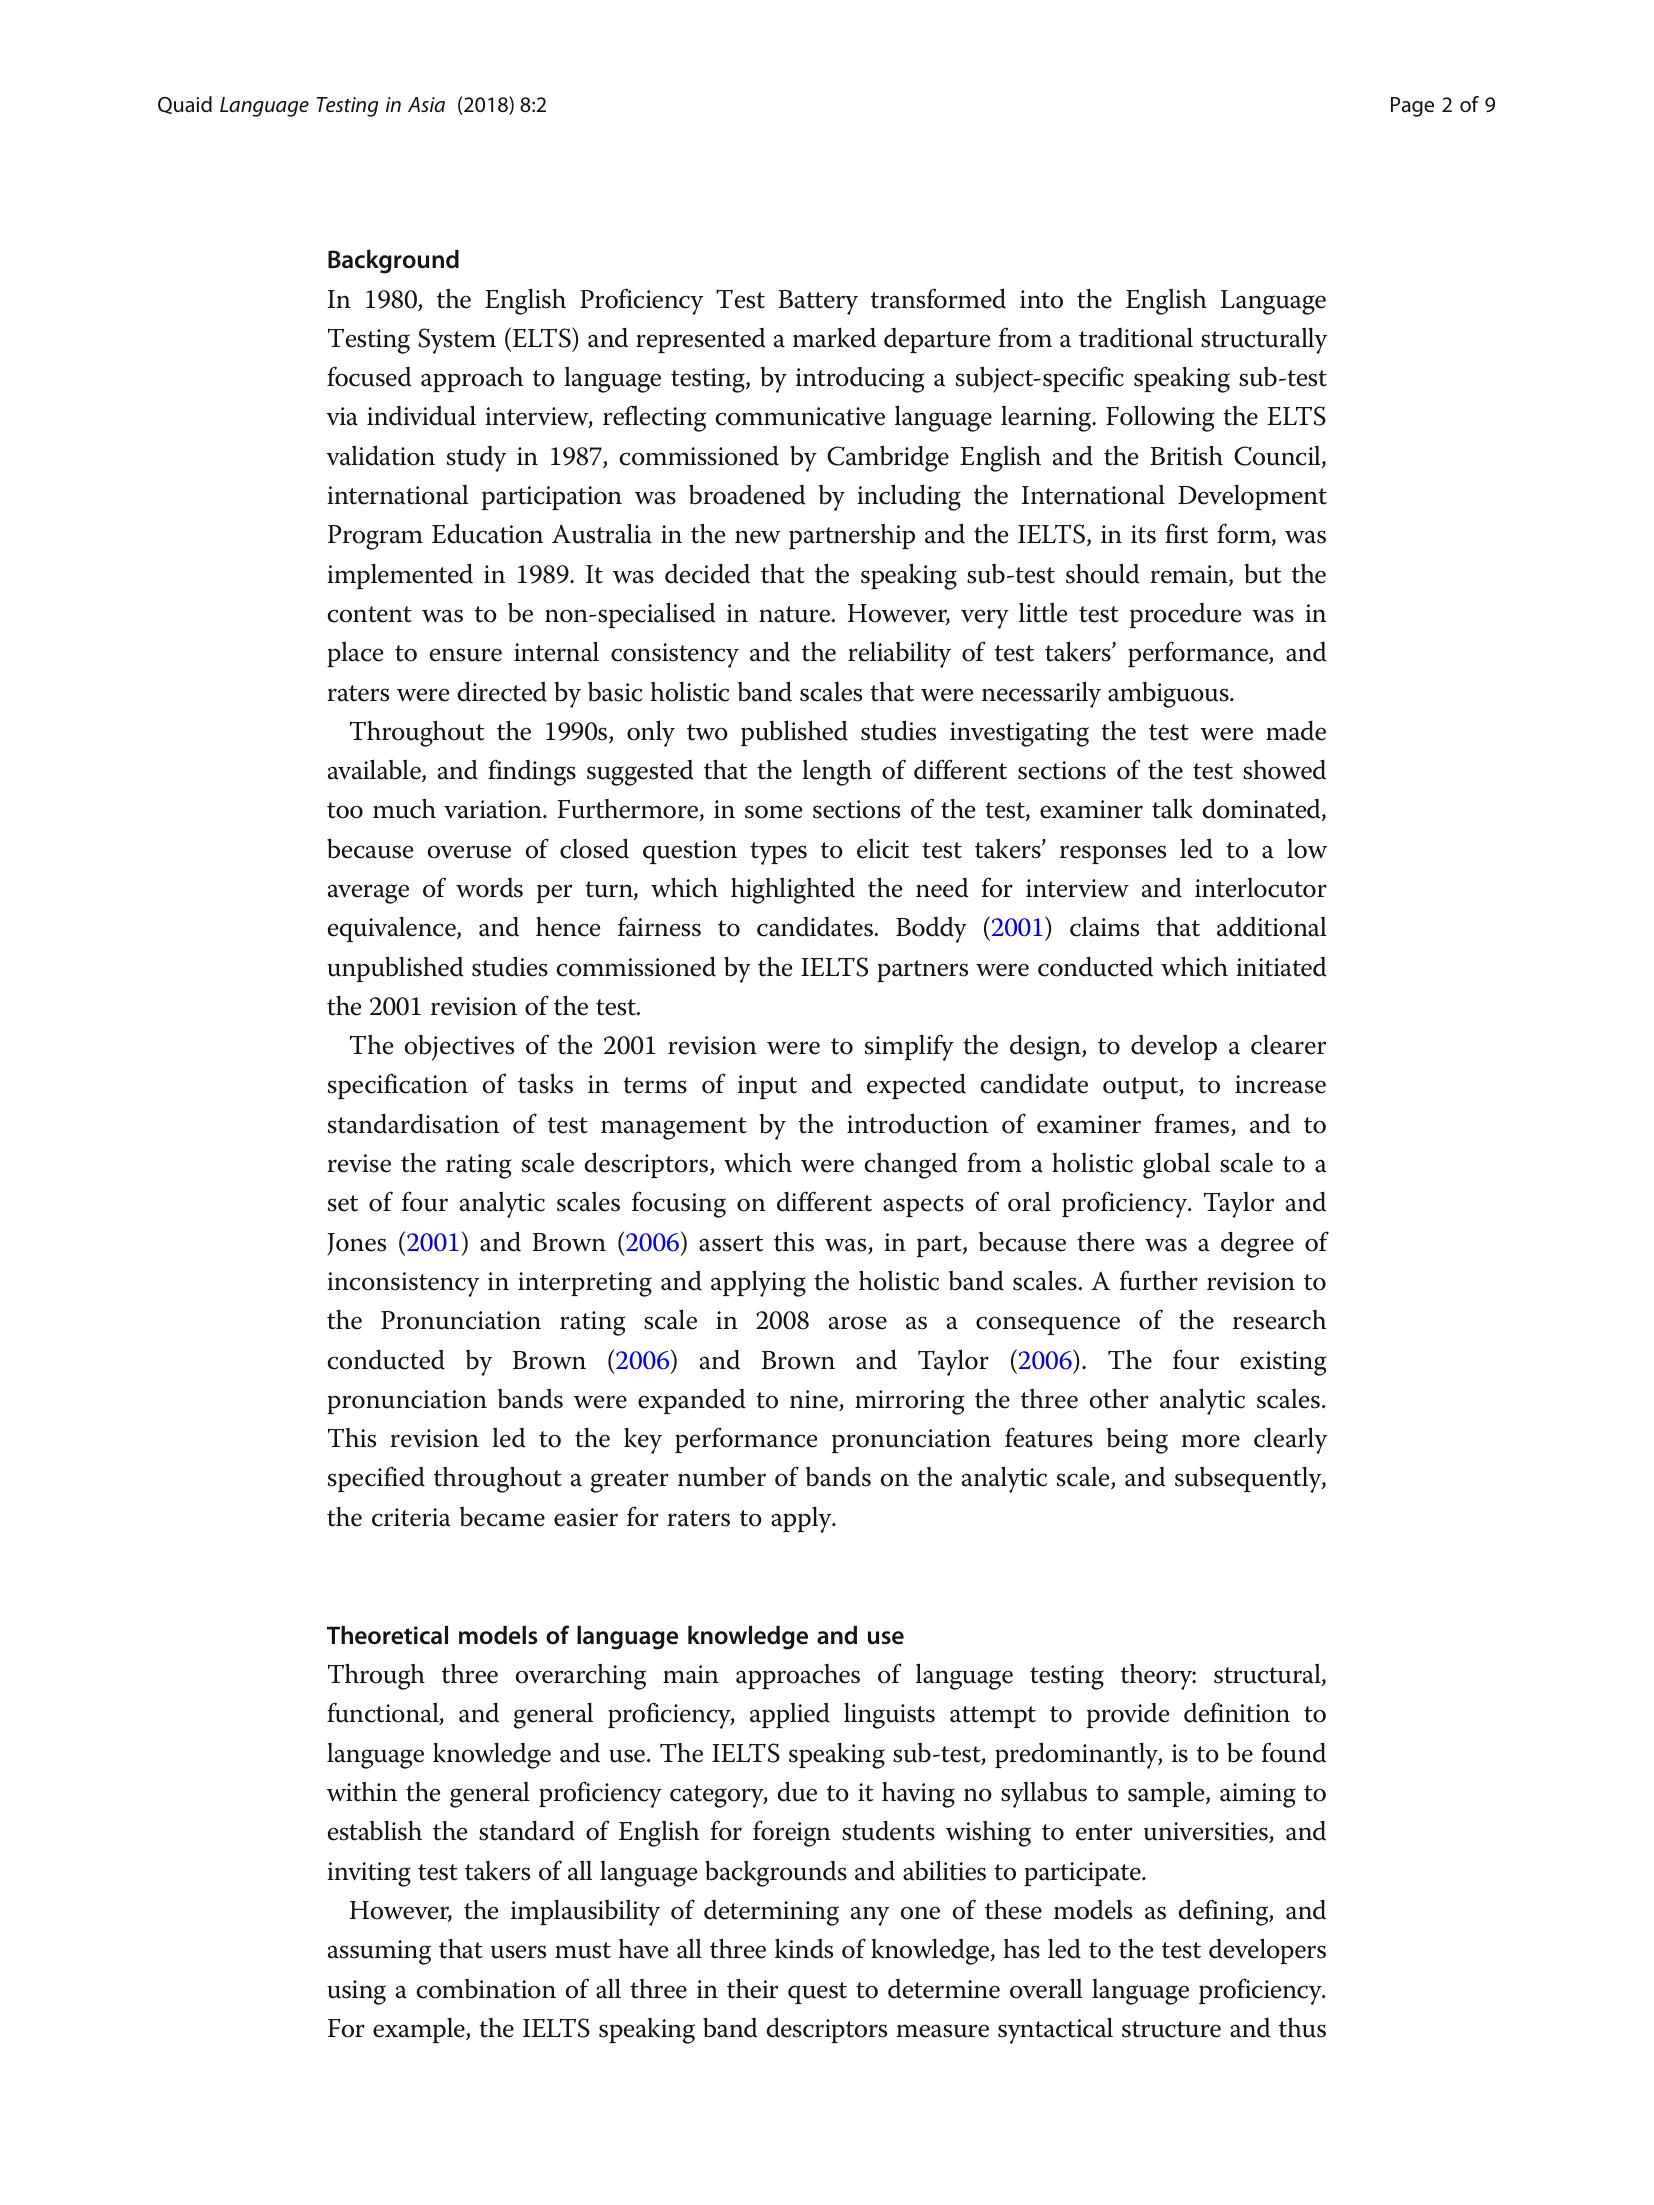 Quaid Language Testing in Asia (2018) 8:2
Page 2 of 9
Background
In 1980, the English Proficiency Test Battery transformed into the English Language
Testing System (ELTS) and represented a marked departure from a traditional structurally
focused approach to language testing, by introducing a subject-specific speaking sub-test
via individual interview, reflecting communicative language learning. Following the ELTS
validation study in 1987, commissioned by Cambridge English and the British Council,
international participation was broadened by including the International Development
Program Education Australia in the new partnership and the IELTS, in its first form, was
implemented in 1989. It was decided that the speaking sub-test should remain, but the
content was to be non-specialised in nature. However, very little test procedure was in
place to ensure internal consistency and the reliability of test takers’ performance, and
raters were directed by basic holistic band scales that were necessarily ambiguous.
Throughout the 1990s, only two published studies investigating the test were made
available, and findings suggested that the length of different sections of the test showed
too much variation. Furthermore, in some sections of the test, examiner talk dominated,
because overuse of closed question types to elicit test takers’ responses led to a low
average of words per turn, which highlighted the need for interview and interlocutor
equivalence, and hence fairness to candidates. Boddy (2001) claims that additional
unpublished studies commissioned by the IELTS partners were conducted which initiated
the 2001 revision of the test.
The objectives of the 2001 revision were to simplify the design, to develop a clearer
specification of tasks in terms of input and expected candidate output, to increase
standardisation of test management by the introduction of examiner frames, and to
revise the rating scale descriptors, which were changed from a holistic global scale to a
set of four analytic scales focusing on different aspects of oral proficiency. Taylor and
Jones (2001) and Brown (2006) assert this was, in part, because there was a degree of
inconsistency in interpreting and applying the holistic band scales. A further revision to
the Pronunciation rating scale in 2008 arose as a consequence of the research
conducted by Brown (2006) and Brown and Taylor (2006). The four existing
pronunciation bands were expanded to nine, mirroring the three other analytic scales.
This revision led to the key performance pronunciation features being more clearly
specified throughout a greater number of bands on the analytic scale, and subsequently,
the criteria became easier for raters to apply.
Theoretical models of language knowledge and use
Through three overarching main approaches of language testing theory: structural,
functional, and general proficiency, applied linguists attempt to provide definition to
language knowledge and use. The IELTS speaking sub-test, predominantly, is to be found
within the general proficiency category, due to it having no syllabus to sample, aiming to
establish the standard of English for foreign students wishing to enter universities, and
inviting test takers of all language backgrounds and abilities to participate.
However, the implausibility of determining any one of these models as defining, and
assuming that users must have all three kinds of knowledge, has led to the test developers
using a combination of all three in their quest to determine overall language proficiency.
For example, the IELTS speaking band descriptors measure syntactical structure and thus